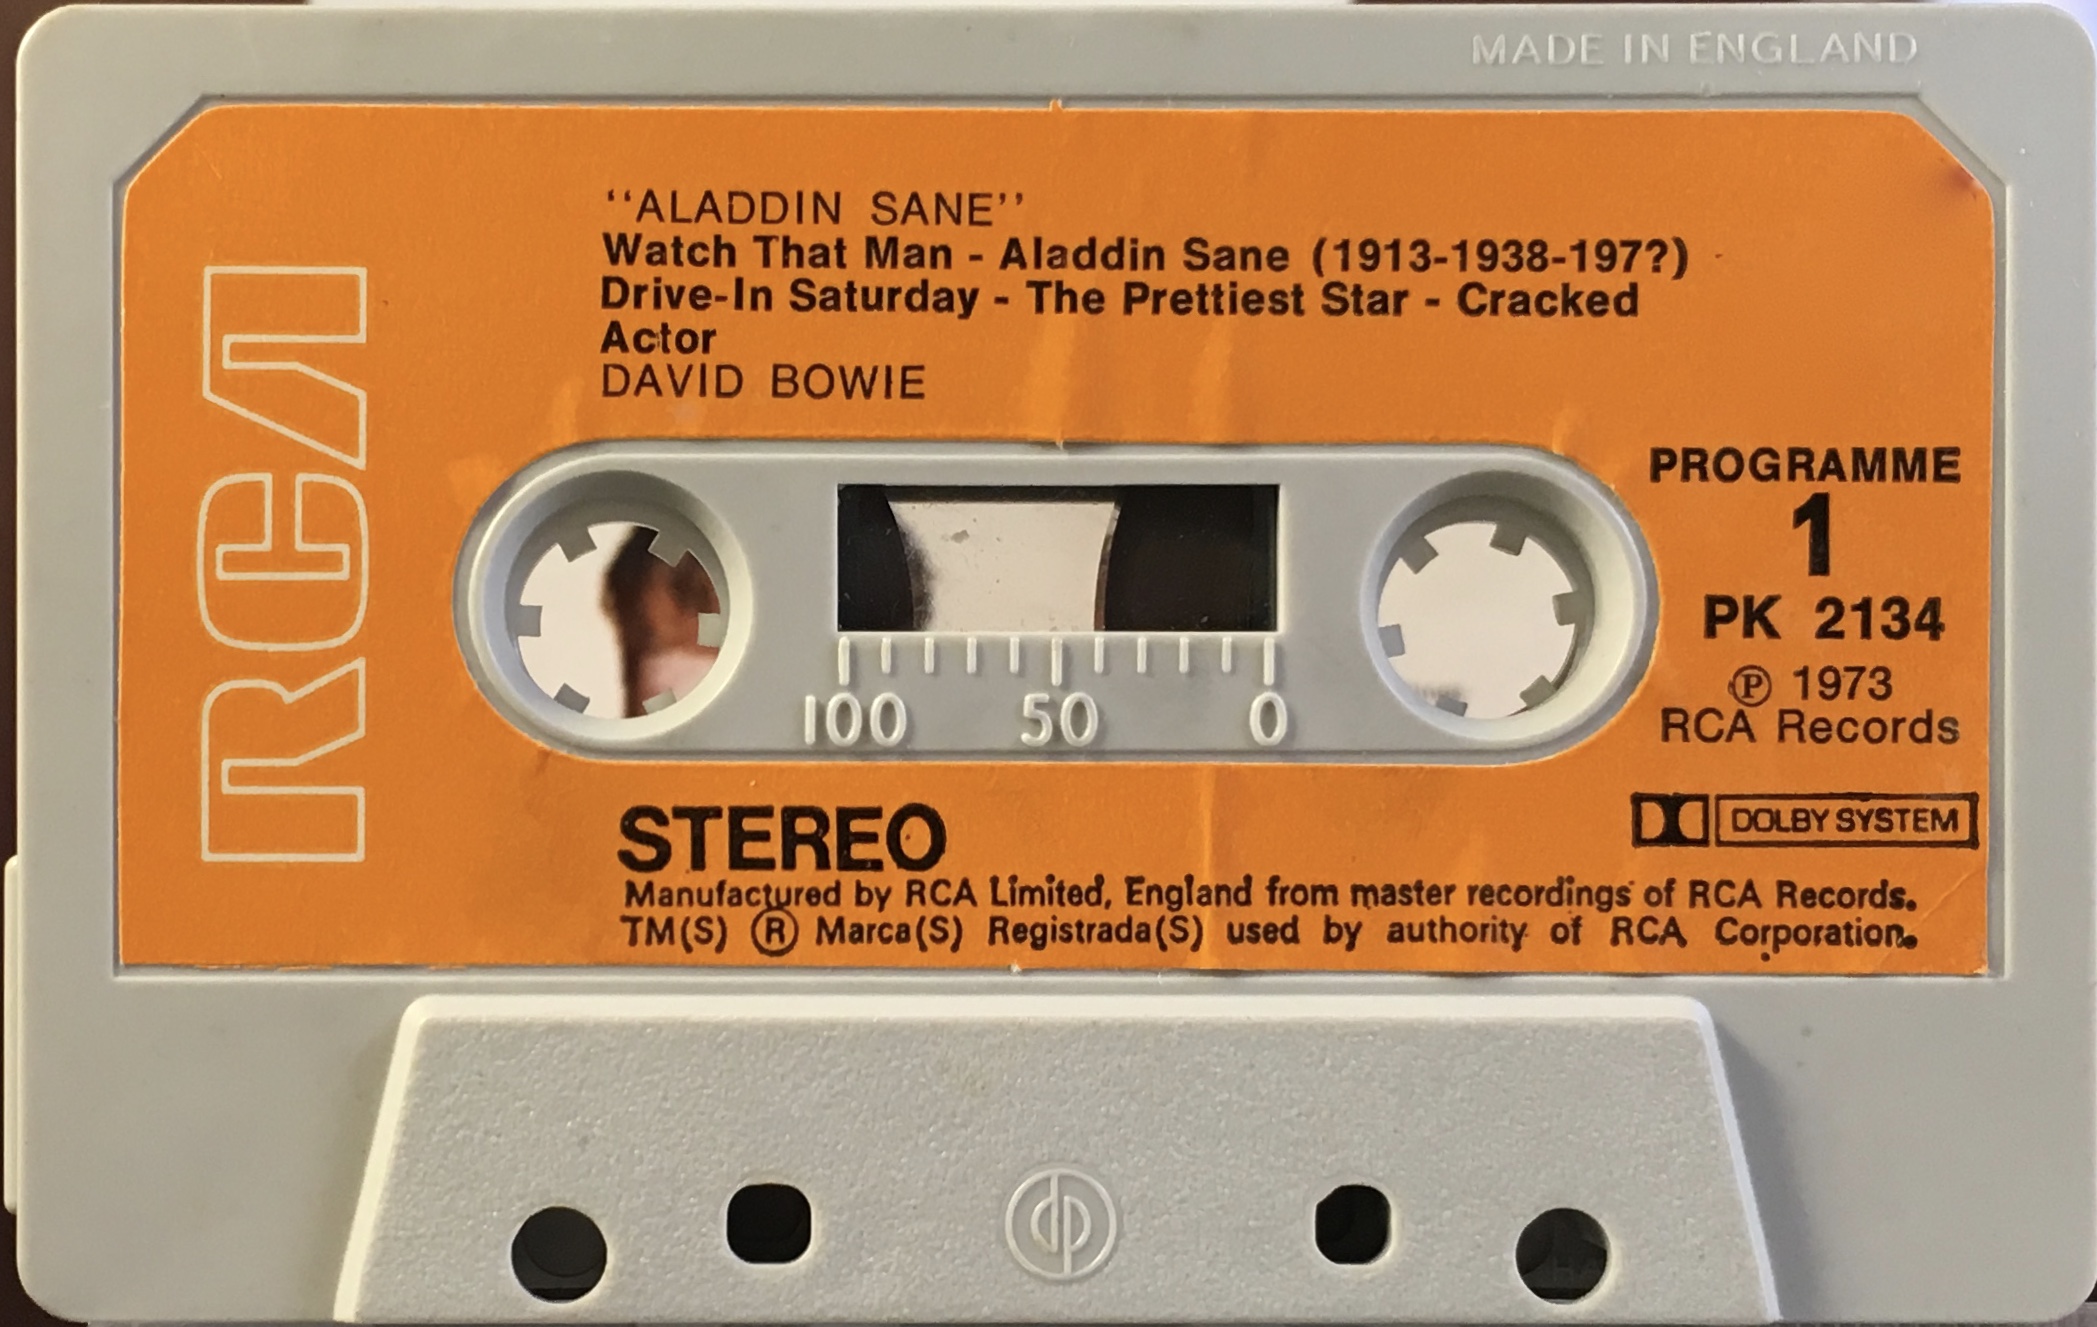 MADE IN ENGLAND
RCA
“ALADDIN SANE”
Watch That Man - Aladdin Sane (1913-1938-197?)
Drive-In Saturday - The Prettiest Star - Cracked
Actor
DAVID BOWIE
PROGRAMME
1
PK 2134
℗ 1973
RCA Records
100 50 0
DOLBY SYSTEM
STEREO
Manufactured by RCA Limited, England from master recordings of RCA Records.
TM(S) ® Marca(S) Registrada(S) used by authority of RCA Corporation.
dp